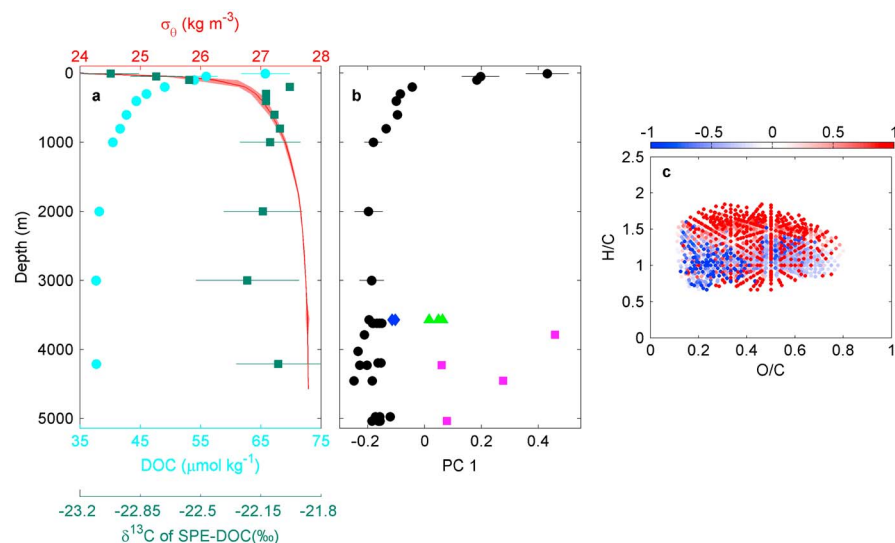 σθ (kg m-3)
24 25 26 27 28
a
b
0
1000
2000
3000
4000
5000
Depth (m)
35 45 55 65 75
DOC (μmol kg-1)
-23.2 -22.85 -22.5 -22.15 -21.8
δ13C of SPE-DOC(‰)
-0.2 0 0.2 0.4
PC 1
-1 -0.5 0 0.5 1
c
2.5
2
1.5
1
0.5
0
H/C
0 0.2 0.4 0.6 0.8 1
O/C